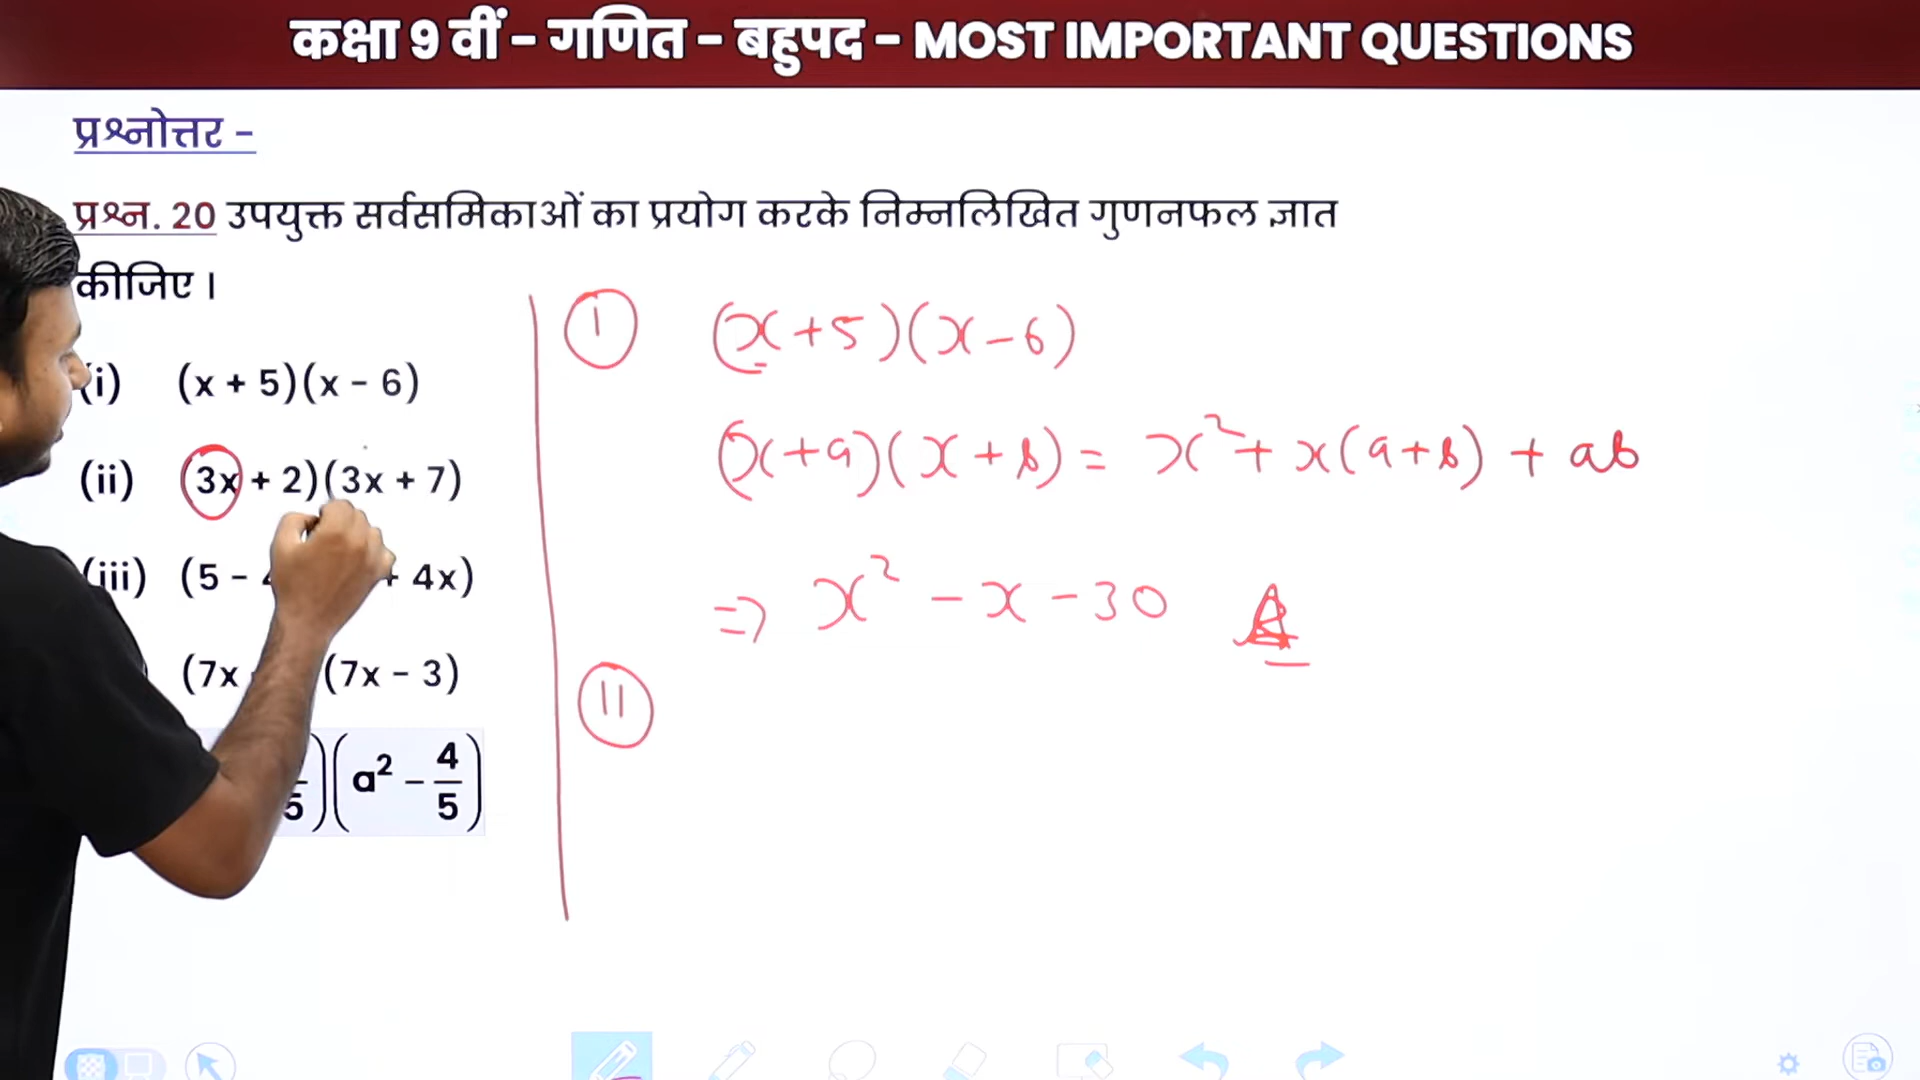 कक्षा 9 वीं - गणित - बहुपद - MOST IMPORTANT QUESTIONS
प्रश्नोत्तर -
प्रश्न. 20 उपयुक्त सर्वसमिकाओं का प्रयोग करके निम्नलिखित गुणनफल ज्ञात
कीजिए ।
(i) (x + 5)(x - 6)
(ii) (3x + 2)(3x + 7)
(iii) (5 - + 4x)
(7x (7x - 3)
5)(a² - 4/5)
I (x+5)(x-6)
(x+a)(x+b) = x²+ x(a+b) + ab
⇒ x² - x - 30
II